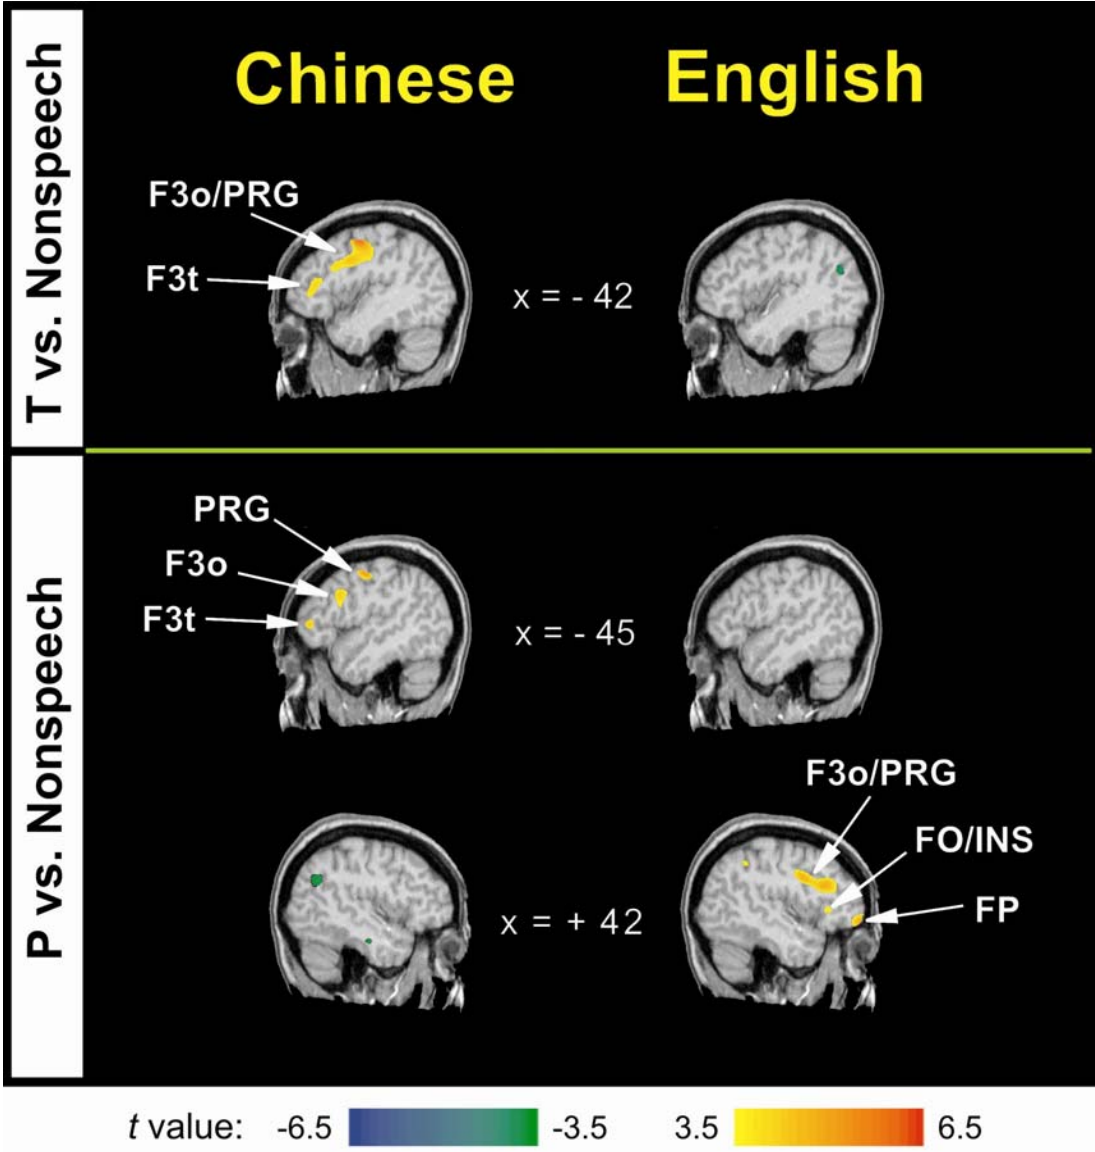 Chinese English
T vs. Nonspeech
F3o/PRG
F3t
x = - 42
P vs. Nonspeech
PRG
F3o
F3t
x = - 45
F3o/PRG
FO/INS
FP
x = + 42
t value: -6.5 -3.5 3.5 6.5